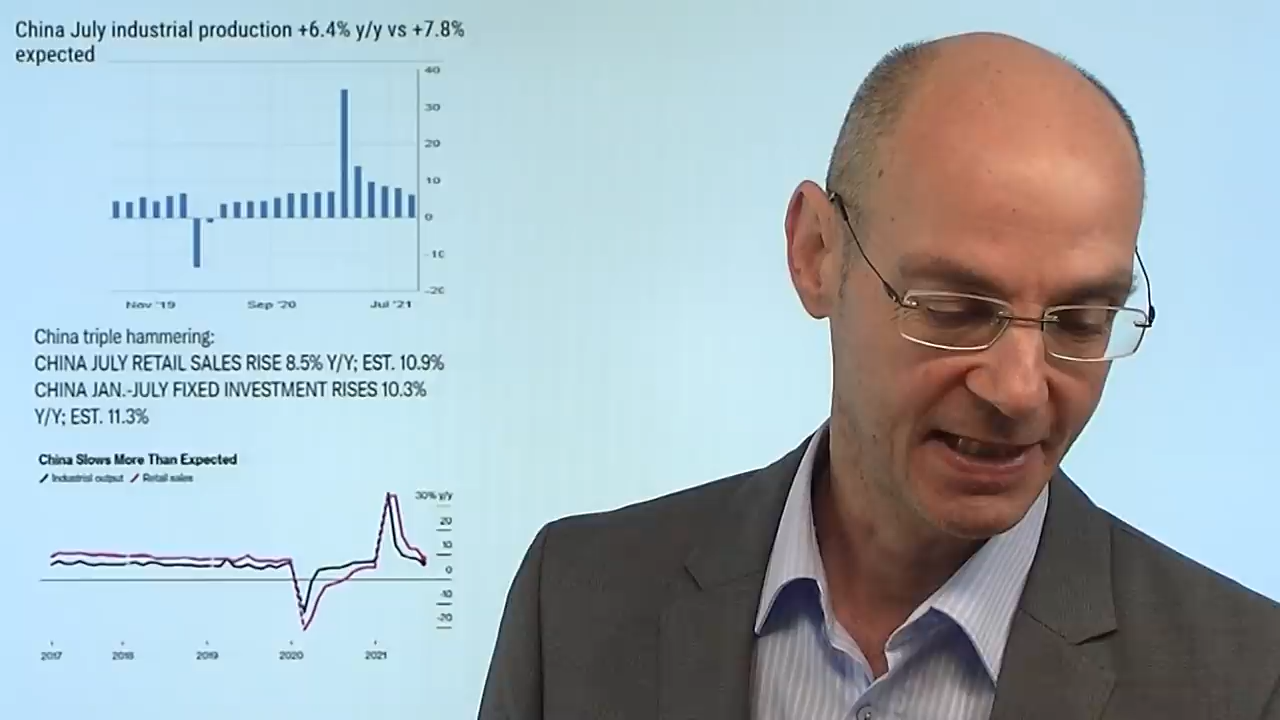 China July industrial production +6.4% y/y vs +7.8%
expected
40
30
20
10
0
-10
-20
Nov '19 Sep '20 Jul '21
China triple hammering:
CHINA JULY RETAIL SALES RISE 8.5% Y/Y; EST. 10.9%
CHINA JAN.-JULY FIXED INVESTMENT RISES 10.3%
Y/Y; EST. 11.3%
China Slows More Than Expected
Industrial output Retail sales
30% y/y
20
10
0
-10
-20
2017 2018 2019 2020 2021